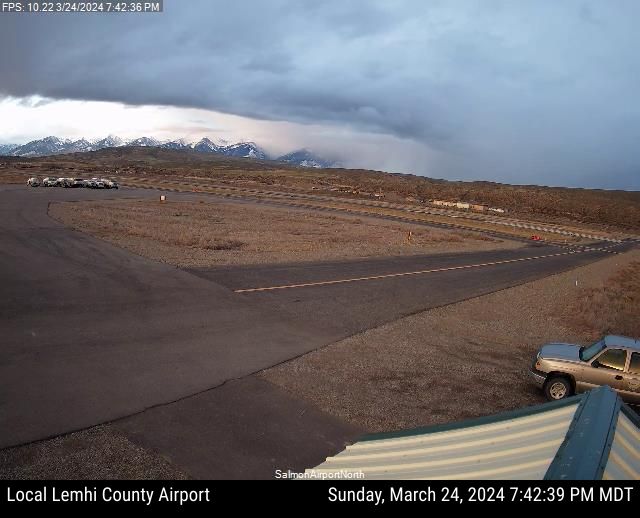 FPS: 10.22 3/24/2024 7:42:36 PM
SalmonAirportNorth
Local Lemhi County Airport Sunday, March 24, 2024 7:42:39 PM MDT